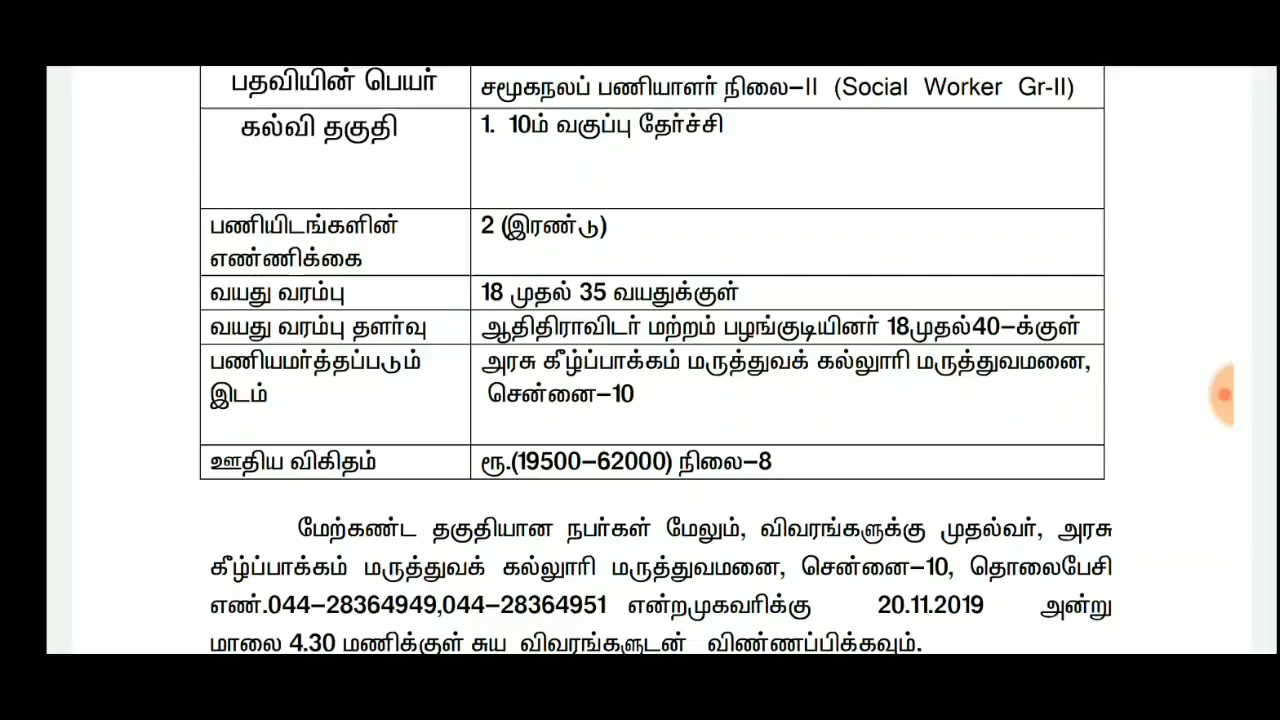 பதவியின் பெயர்
சமூகநலப் பணியாளர் நிலை–II (Social Worker Gr-II)
கல்வி தகுதி
1. 10ம் வகுப்பு தேர்ச்சி
பணியிடங்களின்
எண்ணிக்கை
2 (இரண்டு)
வயது வரம்பு
18 முதல் 35 வயதுக்குள்
வயது வரம்பு தளர்வு
ஆதிதிராவிடர் மற்றம் பழங்குடியினர் 18முதல்40–க்குள்
பணியமர்த்தப்படும்
இடம்
அரசு கீழ்ப்பாக்கம் மருத்துவக் கல்லூரி மருத்துவமனை,
சென்னை–10
ஊதிய விகிதம்
ரூ.(19500–62000) நிலை–8
மேற்கண்ட தகுதியான நபர்கள் மேலும், விவரங்களுக்கு முதல்வர், அரசு
கீழ்ப்பாக்கம் மருத்துவக் கல்லூரி மருத்துவமனை, சென்னை–10, தொலைபேசி
எண்.044–28364949,044–28364951 என்றமுகவரிக்கு 20.11.2019 அன்று
மாலை 4.30 மணிக்குள் சுய விவரங்களுடன் விண்ணப்பிக்கவும்.